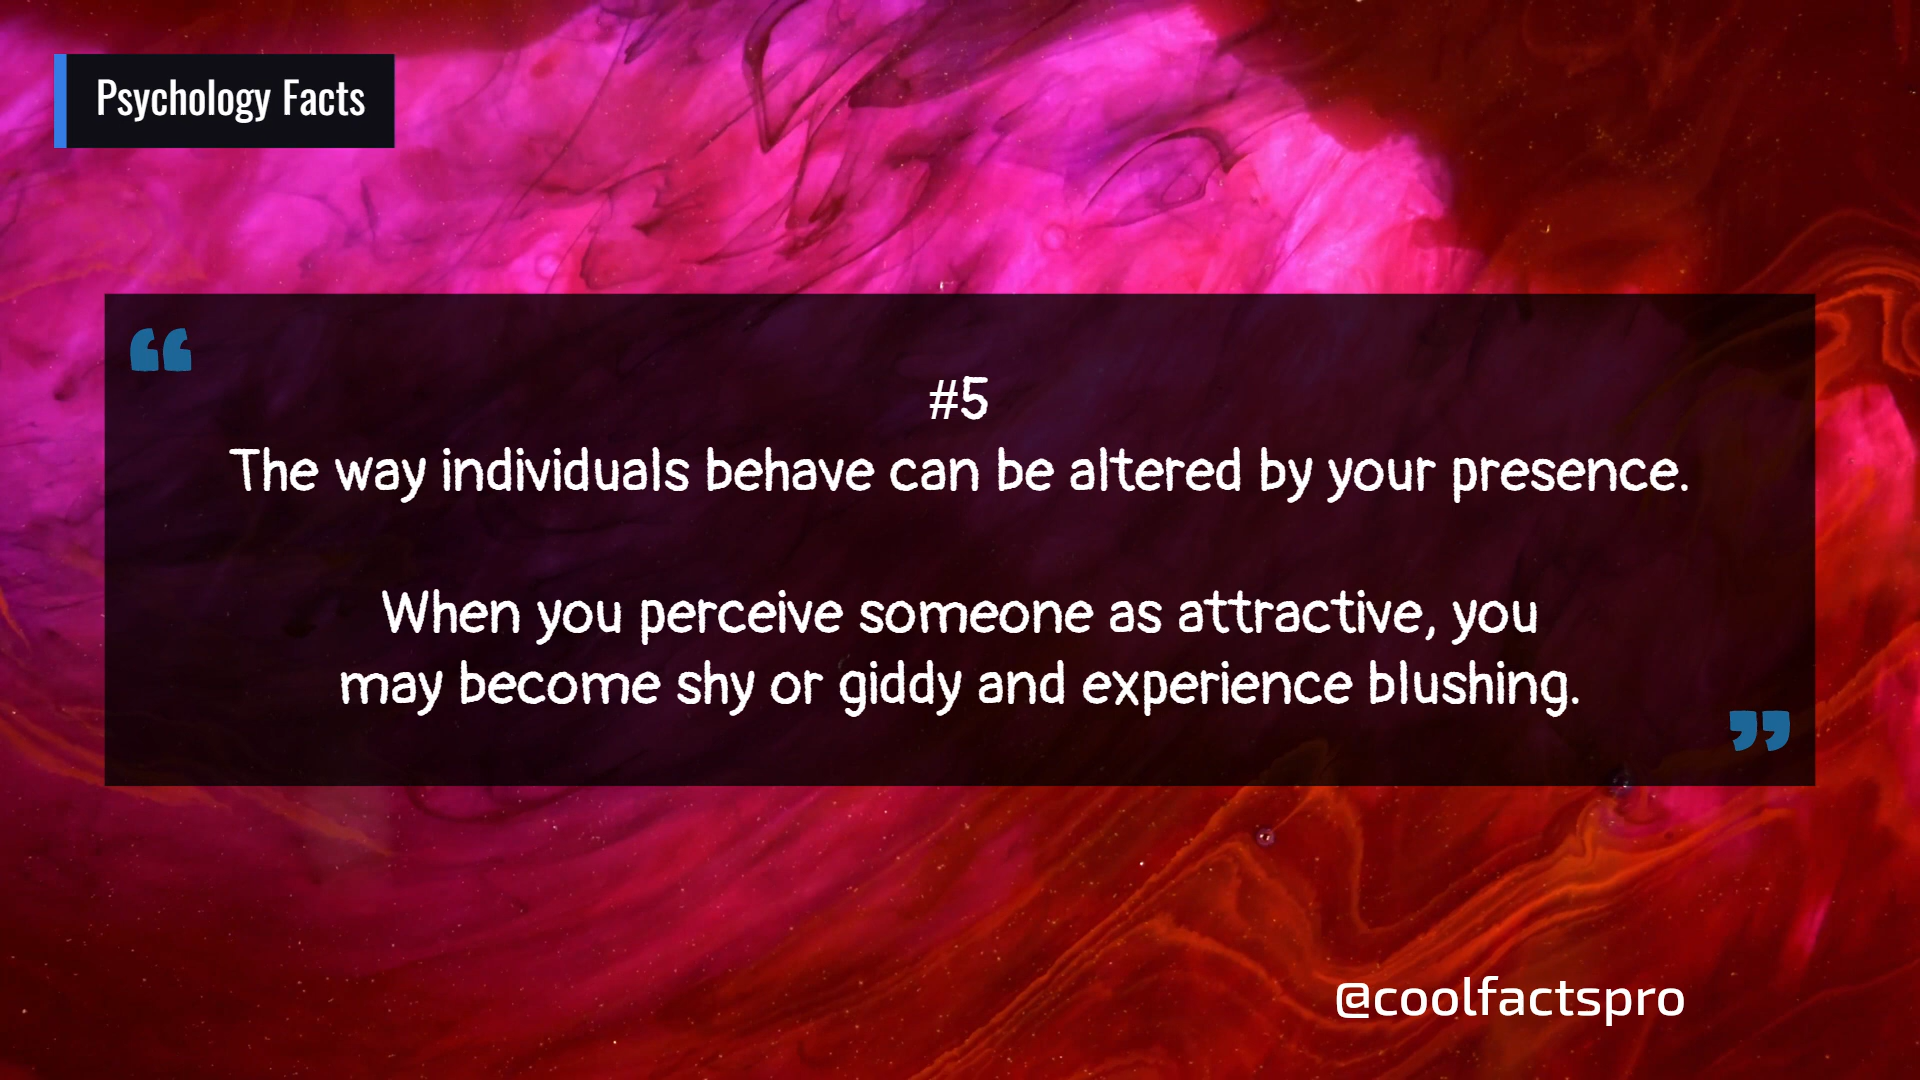 Psychology Facts
#5
The way individuals behave can be altered by your presence.
When you perceive someone as attractive, you
may become shy or giddy and experience blushing.
@coolfactspro